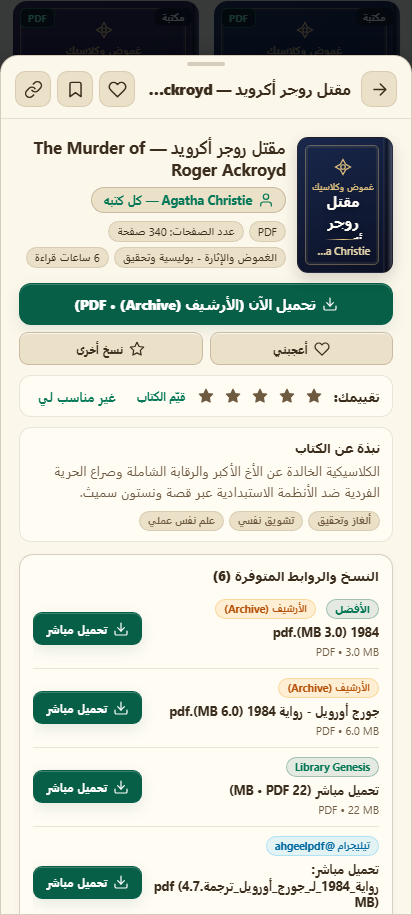 مكتبة
PDF
مكتبة
PDF
غموض وكلاسيك
غموض وكلاسيك
مقتل روجر أكرويد — ckroyd...
مقتل روجر أكرويد — The Murder of
Roger Ackroyd
Agatha Christie — كل كتبه
PDF
عدد الصفحات: 340 صفحة
الغموض والإثارة - بوليسية وتحقيق
6 ساعات قراءة
غموض وكلاسيك
مقتل
روجر
a Christie...
تحميل الآن (الأرشيف (Archive) • PDF)
أعجبني
نسخ أخرى
تقييمك:
قيّم الكتاب
غير مناسب لي
نبذة عن الكتاب
الكلاسيكية الخالدة عن الأخ الأكبر والرقابة الشاملة وصراع الحرية
الفردية ضد الأنظمة الاستبدادية عبر قصة ونستون سميث.
ألغاز وتحقيق
تشويق نفسي
علم نفس عملي
النسخ والروابط المتوفرة (6)
الأفضل
الأرشيف (Archive)
1984 (3.0 MB).pdf
PDF • 3.0 MB
تحميل مباشر
الأرشيف (Archive)
جورج أورويل - رواية 1984 (6.0 MB).pdf
PDF • 6.0 MB
تحميل مباشر
Library Genesis
تحميل مباشر (22 MB • PDF)
PDF • 22 MB
تحميل مباشر
تيليجرام @ahgeelpdf
تحميل مباشر:
رواية_1984_لـ_جورج_أورويل_ترجمة.pdf (4.7
MB)
تحميل مباشر